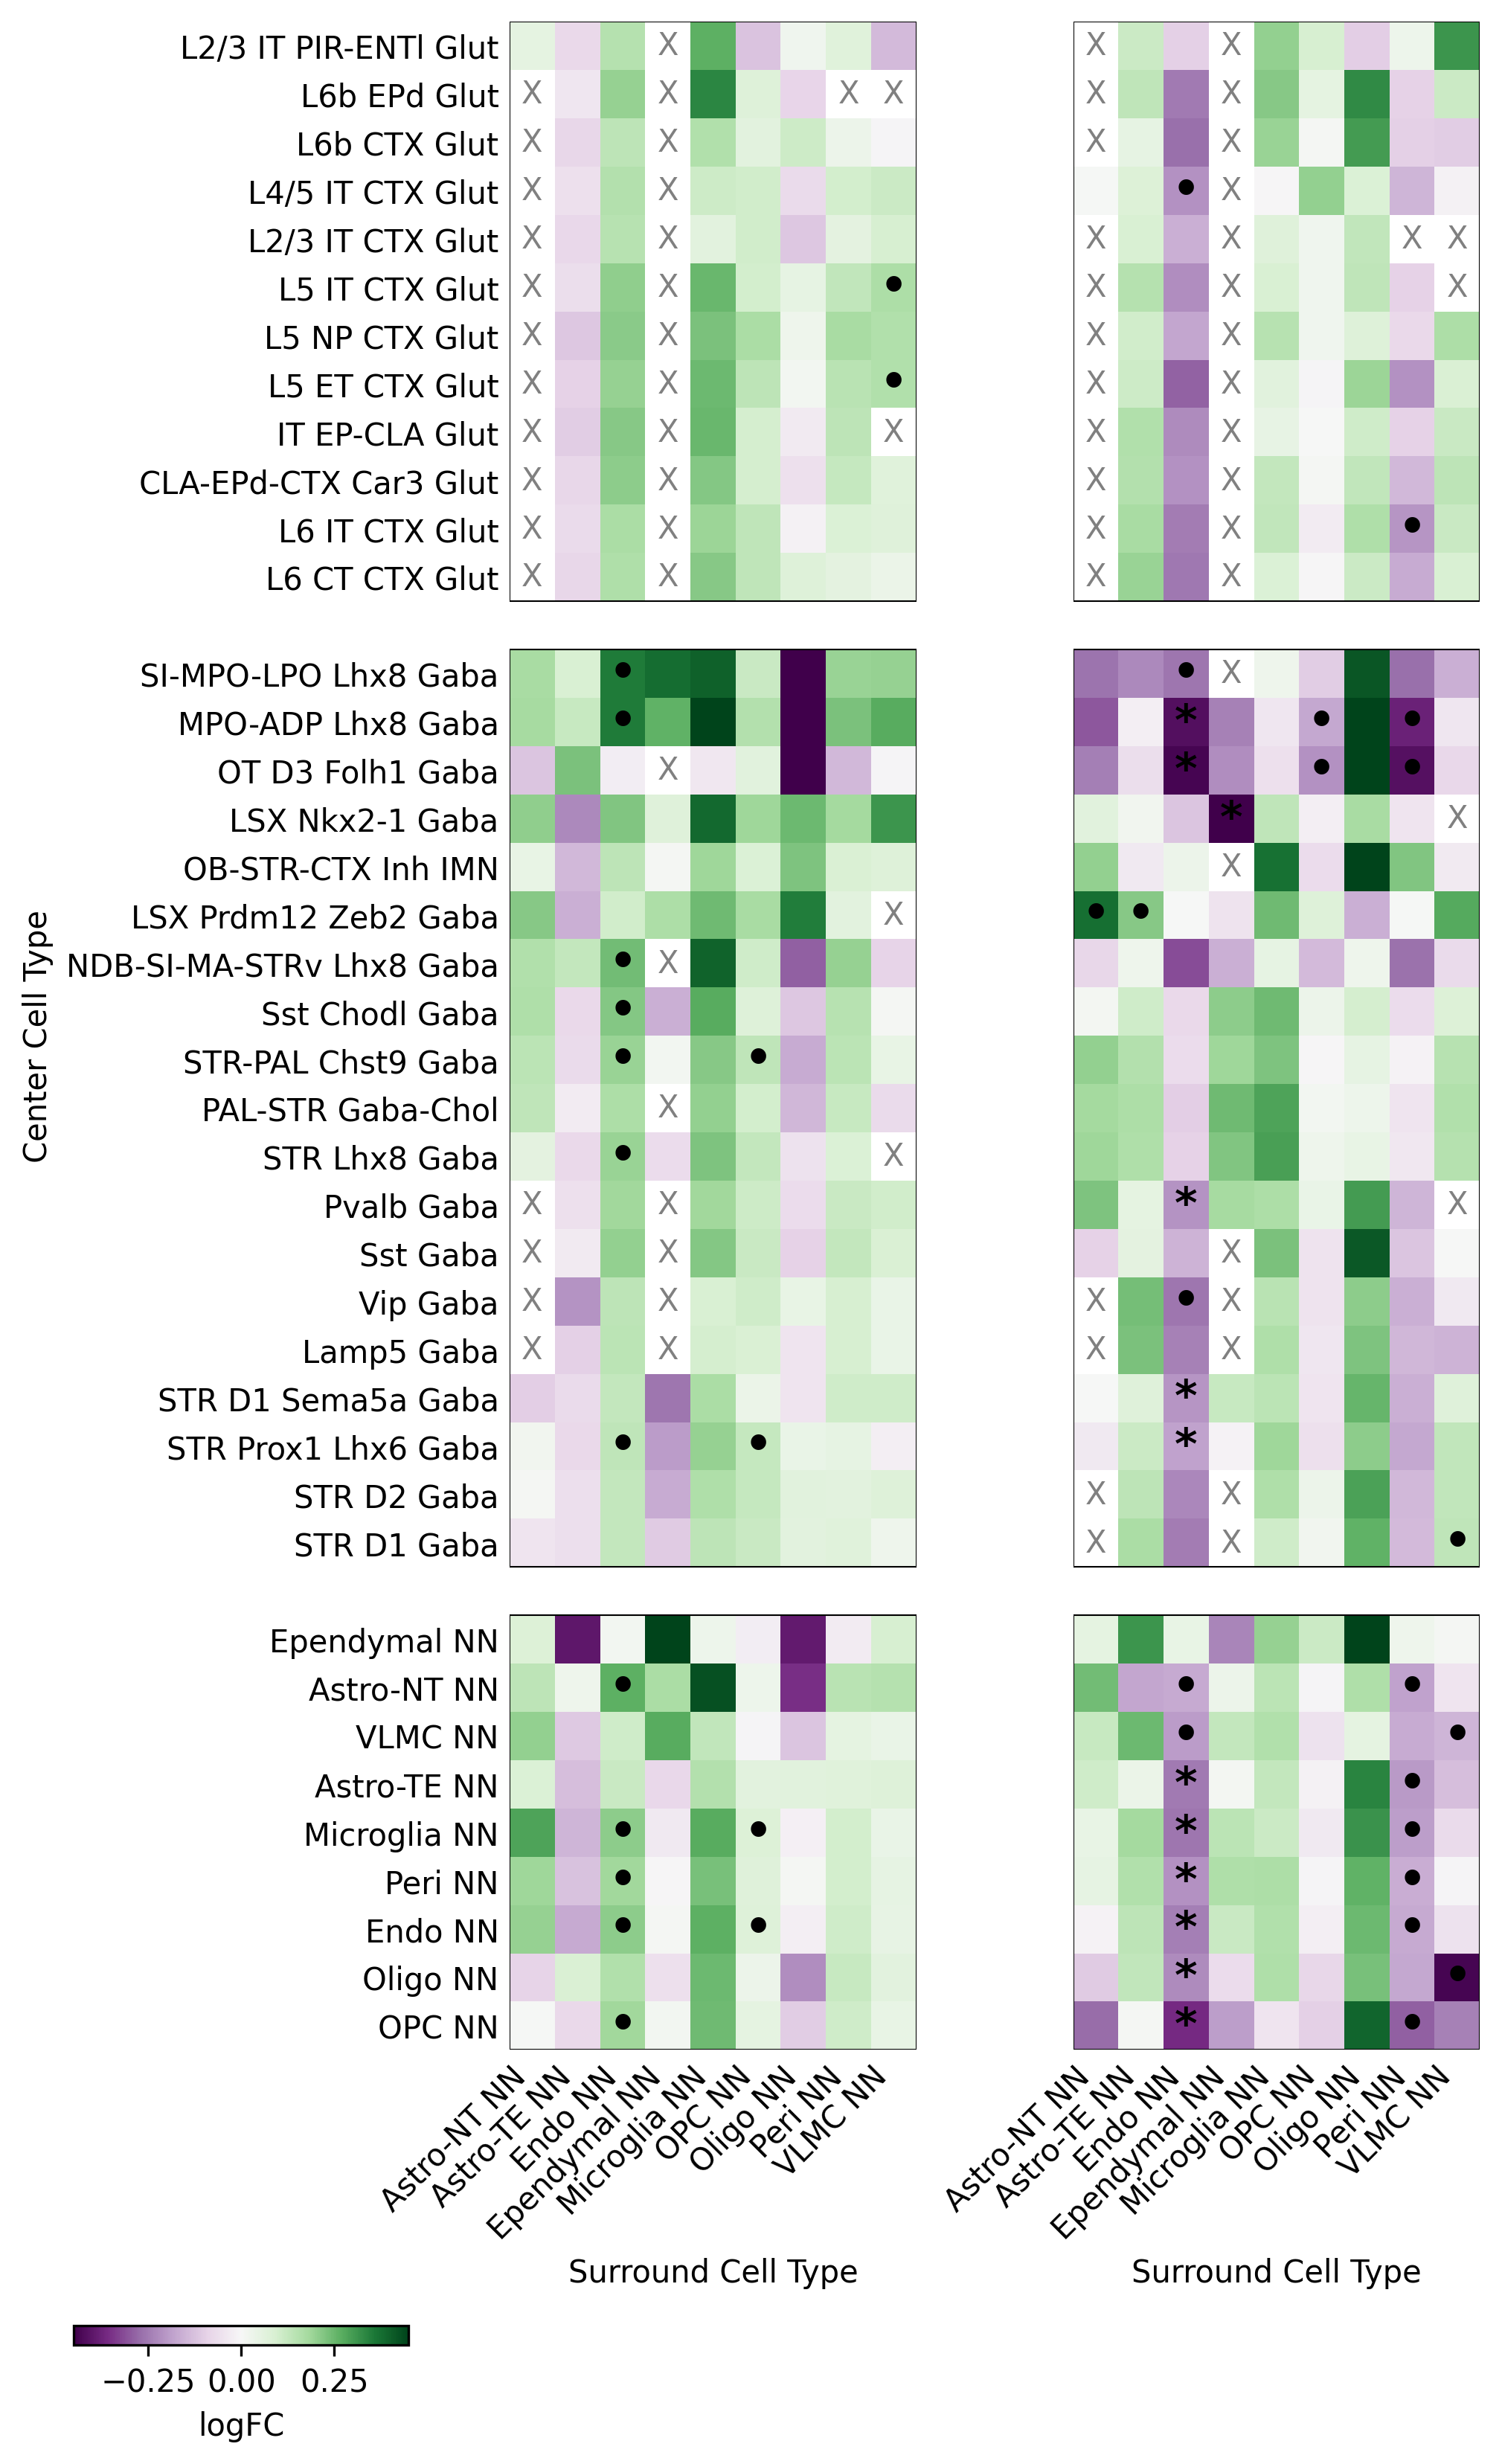 L2/3 IT PIR-ENTl Glut
L6b EPd Glut
L6b CTX Glut
L4/5 IT CTX Glut
L2/3 IT CTX Glut
L5 IT CTX Glut
L5 NP CTX Glut
L5 ET CTX Glut
IT EP-CLA Glut
CLA-EPd-CTX Car3 Glut
L6 IT CTX Glut
L6 CT CTX Glut
Center Cell Type
SI-MPO-LPO Lhx8 Gaba
MPO-ADP Lhx8 Gaba
OT D3 Folh1 Gaba
LSX Nkx2-1 Gaba
OB-STR-CTX Inh IMN
LSX Prdm12 Zeb2 Gaba
NDB-SI-MA-STRv Lhx8 Gaba
Sst Chodl Gaba
STR-PAL Chst9 Gaba
PAL-STR Gaba-Chol
STR Lhx8 Gaba
Pvalb Gaba
Sst Gaba
Vip Gaba
Lamp5 Gaba
STR D1 Sema5a Gaba
STR Prox1 Lhx6 Gaba
STR D2 Gaba
STR D1 Gaba
Ependymal NN
Astro-NT NN
VLMC NN
Astro-TE NN
Microglia NN
Peri NN
Endo NN
Oligo NN
OPC NN
Astro-NT NN
Astro-TE NN
Endo NN
Ependymal NN
Microglia NN
OPC NN
Oligo NN
Peri NN
VLMC NN
Surround Cell Type
Astro-NT NN
Astro-TE NN
Endo NN
Ependymal NN
Microglia NN
OPC NN
Oligo NN
Peri NN
VLMC NN
Surround Cell Type
−0.25 0.00 0.25
logFC